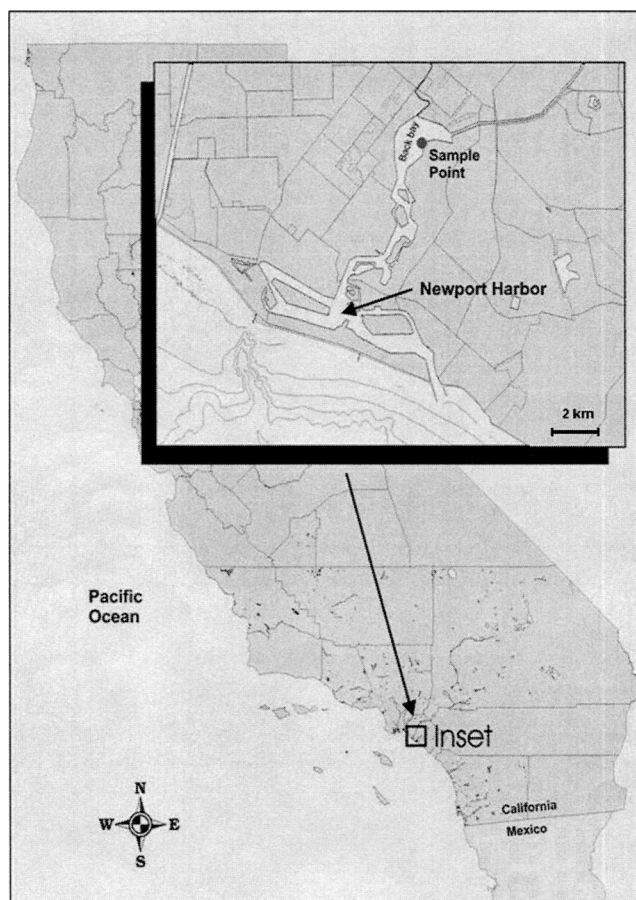 Back bay
Sample
Point
Newport Harbor
2 km
Pacific
Ocean
Inset
N
W
E
S
California
Mexico